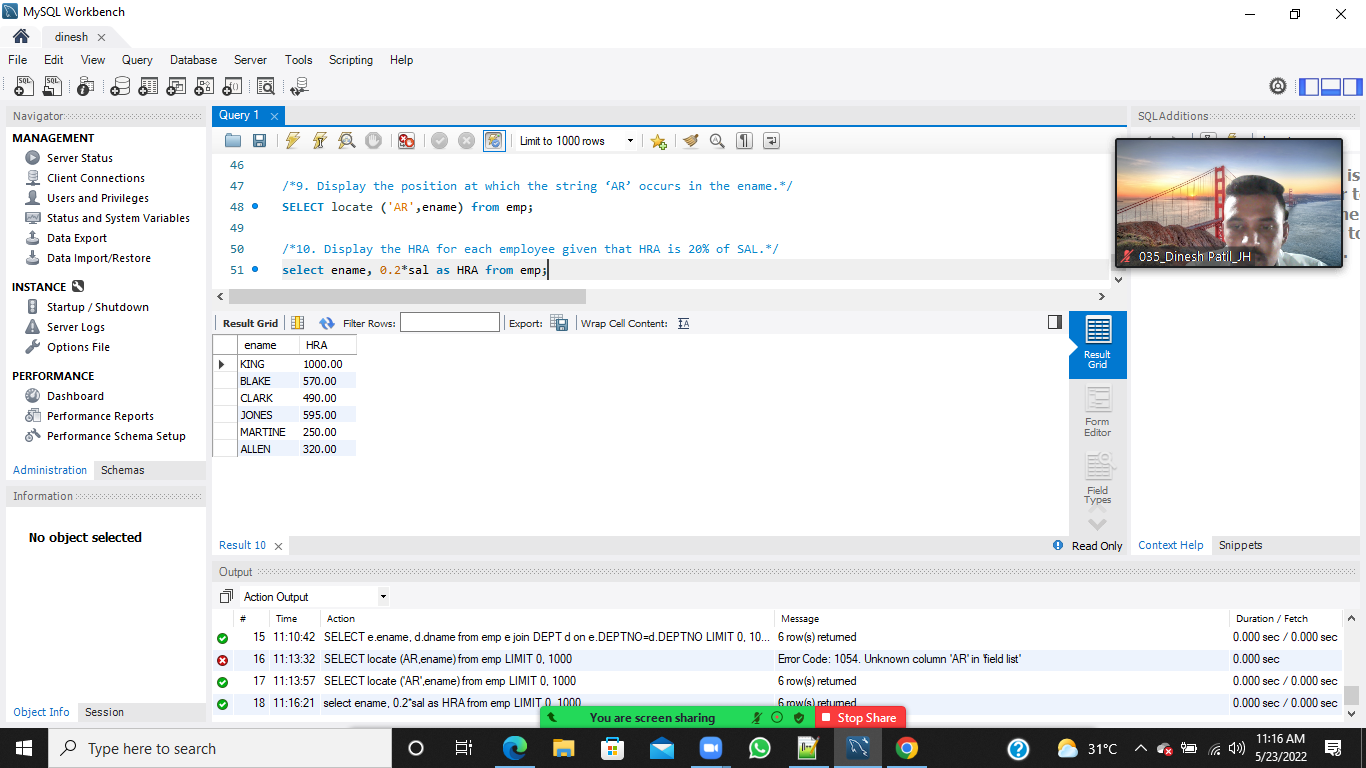 MySQL Workbench
dinesh
File Edit View Query Database Server Tools Scripting Help
Navigator
MANAGEMENT
Server Status
Client Connections
Users and Privileges
Status and System Variables
Data Export
Data Import/Restore
INSTANCE
Startup / Shutdown
Server Logs
Options File
PERFORMANCE
Dashboard
Performance Reports
Performance Schema Setup
Administration Schemas
Information
No object selected
Object Info Session
Query 1
Limit to 1000 rows
46
47 /*9. Display the position at which the string ‘AR’ occurs in the ename.*/
48 SELECT locate ('AR',ename) from emp;
49
50 /*10. Display the HRA for each employee given that HRA is 20% of SAL.*/
51 select ename, 0.2*sal as HRA from emp;
Result Grid Filter Rows: Export: Wrap Cell Content:
ename HRA
KING 1000.00
BLAKE 570.00
CLARK 490.00
JONES 595.00
MARTINE 250.00
ALLEN 320.00
Result Grid
Form Editor
Field Types
Result 10
Read Only
SQLAdditions
035_Dinesh Patil_JH
Context Help Snippets
Output
Action Output
# Time Action Message Duration / Fetch
15 11:10:42 SELECT e.ename, d.dname from emp e join DEPT d on e.DEPTNO=d.DEPTNO LIMIT 0, 10... 6 row(s) returned 0.000 sec / 0.000 sec
16 11:13:32 SELECT locate (AR,ename) from emp LIMIT 0, 1000 Error Code: 1054. Unknown column 'AR' in 'field list' 0.000 sec
17 11:13:57 SELECT locate ('AR',ename) from emp LIMIT 0, 1000 6 row(s) returned 0.000 sec / 0.000 sec
18 11:16:21 select ename, 0.2*sal as HRA from emp LIMIT 0, 1000 6 row(s) returned 0.000 sec / 0.000 sec
You are screen sharing Stop Share
Type here to search
31°C
11:16 AM
5/23/2022